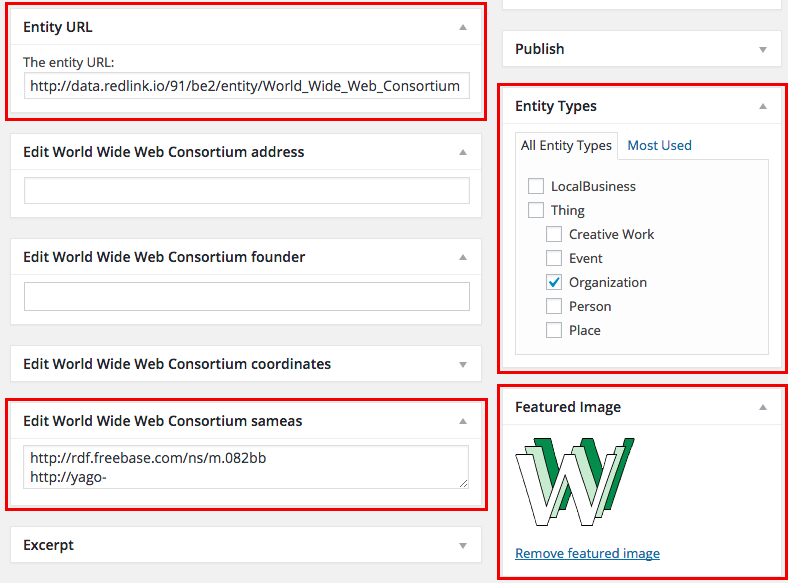 Entity URL
The entity URL:
http://data.redlink.io/91/be2/entity/World_Wide_Web_Consortium
Edit World Wide Web Consortium address
Edit World Wide Web Consortium founder
Edit World Wide Web Consortium coordinates
Edit World Wide Web Consortium sameas
http://rdf.freebase.com/ns/m.082bb
http://yago-
Excerpt
Publish
Entity Types
All Entity Types Most Used
LocalBusiness
Thing
Creative Work
Event
Organization
Person
Place
Featured Image
WWW
Remove featured image